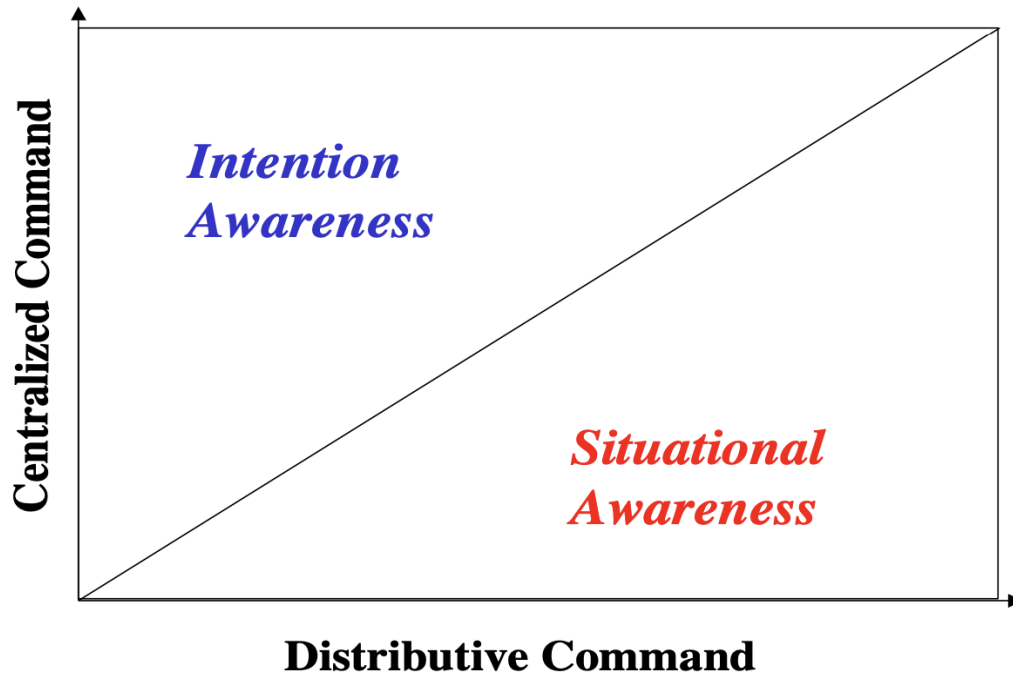 Centralized Command
Intention
Awareness
Situational
Awareness
Distributive Command